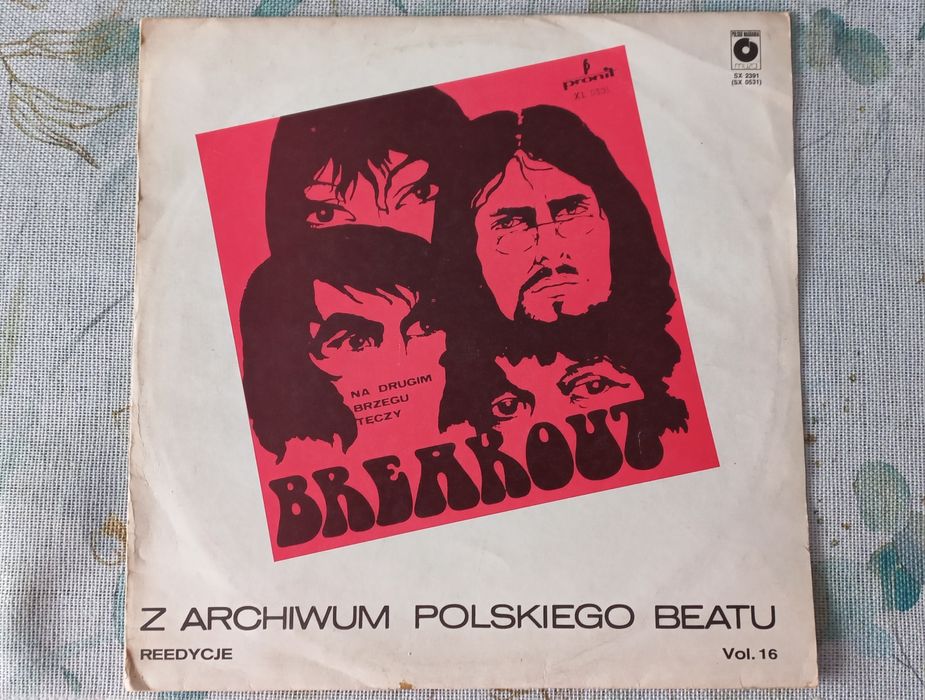 POLSKIE NAGRANIA
muza
SX 2391
(SX 0531)
pronit
XL 0531
NA DRUGIM
BRZEGU
TECZY
BREAKOUT
Z ARCHIWUM POLSKIEGO BEATU
REEDYCJE
Vol. 16